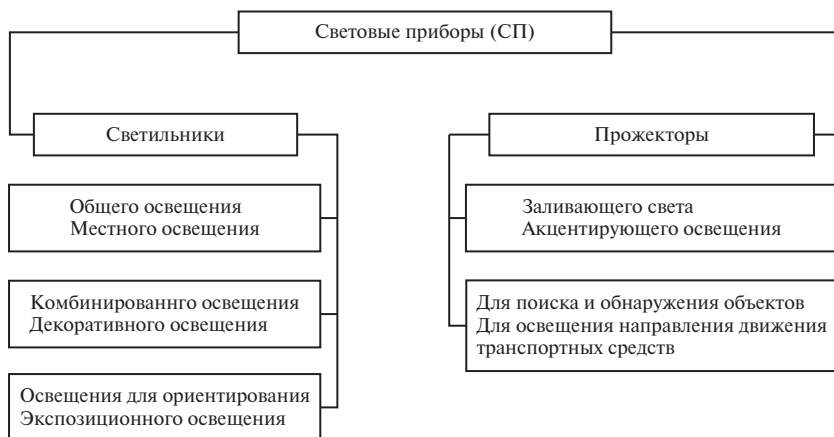 Световые приборы (СП)
Светильники
Общего освещения
Местного освещения
Комбинированнго освещения
Декоративного освещения
Освещения для ориентирования
Экспозиционного освещения
Прожекторы
Заливающего света
Акцентирующего освещения
Для поиска и обнаружения объектов
Для освещения направления движения
транспортных средств